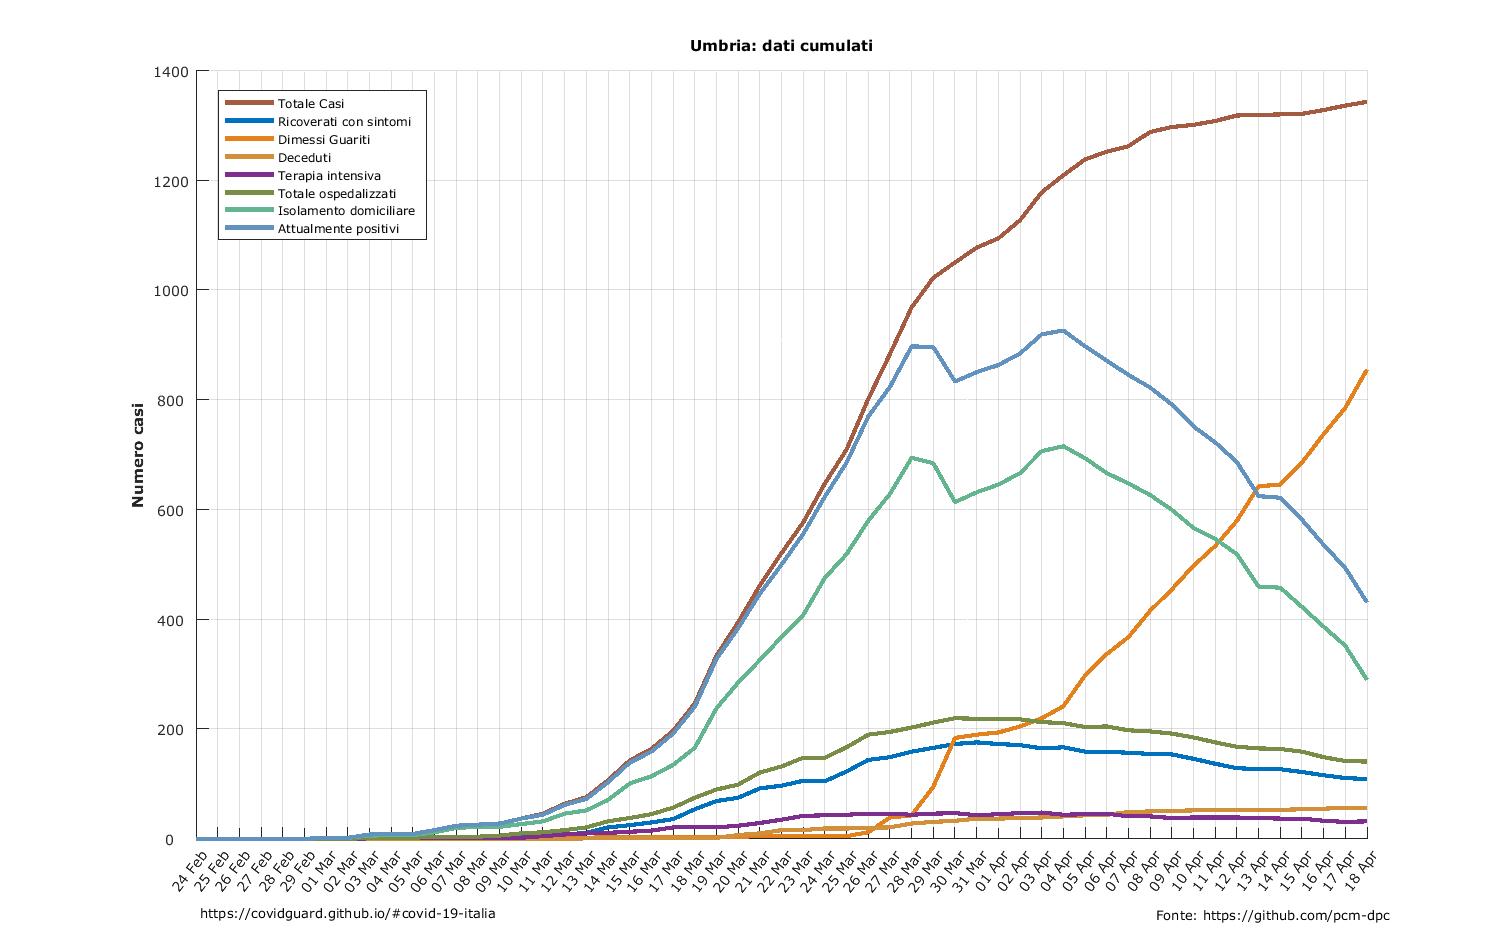 Umbria: dati cumulati
1400
1200
1000
800
600
400
200
0
Numero casi
Totale Casi
Ricoverati con sintomi
Dimessi Guariti
Deceduti
Terapia intensiva
Totale ospedalizzati
Isolamento domiciliare
Attualmente positivi
24 Feb
25 Feb
26 Feb
27 Feb
28 Feb
29 Feb
01 Mar
02 Mar
03 Mar
04 Mar
05 Mar
06 Mar
07 Mar
08 Mar
09 Mar
10 Mar
11 Mar
12 Mar
13 Mar
14 Mar
15 Mar
16 Mar
17 Mar
18 Mar
19 Mar
20 Mar
21 Mar
22 Mar
23 Mar
24 Mar
25 Mar
26 Mar
27 Mar
28 Mar
29 Mar
30 Mar
31 Mar
01 Apr
02 Apr
03 Apr
04 Apr
05 Apr
06 Apr
07 Apr
08 Apr
09 Apr
10 Apr
11 Apr
12 Apr
13 Apr
14 Apr
15 Apr
16 Apr
17 Apr
18 Apr
https://covidguard.github.io/#covid-19-italia
Fonte: https://github.com/pcm-dpc